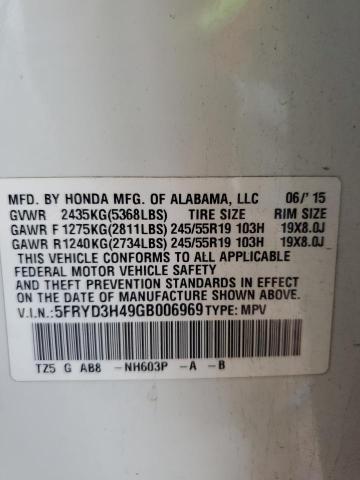 MFD. BY HONDA MFG. OF ALABAMA, LLC 06/'15
GVWR 2435KG(5368LBS) TIRE SIZE RIM SIZE
GAWR F 1275KG(2811LBS) 245/55R19 103H 19X8.0J
GAWR R 1240KG(2734LBS) 245/55R19 103H 19X8.0J
THIS VEHICLE CONFORMS TO ALL APPLICABLE
FEDERAL MOTOR VEHICLE SAFETY
AND THEFT PREVENTION STANDARDS IN EFFECT
ON THE DATE OF MANUFACTURE SHOWN ABOVE.
V.I.N.:5FRYD3H49GB006969 TYPE: MPV
TZ5 G AB8 -NH603P -A -B